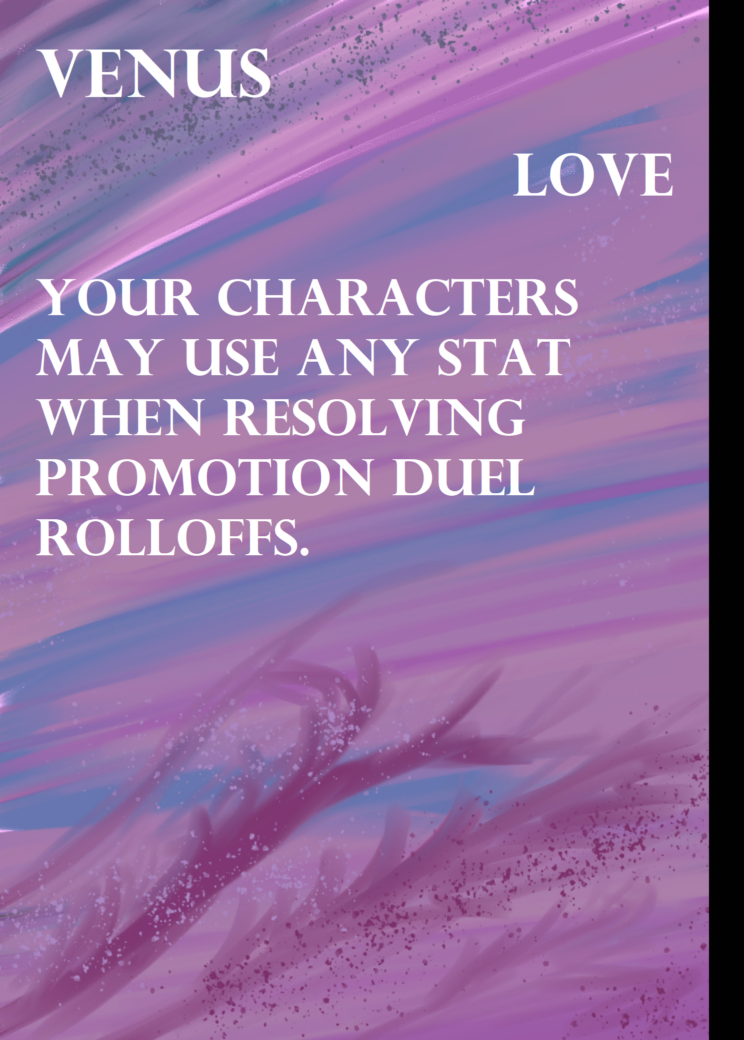 VENUS
LOVE
YOUR CHARACTERS
MAY USE ANY STAT
WHEN RESOLVING
PROMOTION DUEL
ROLLOFFS.